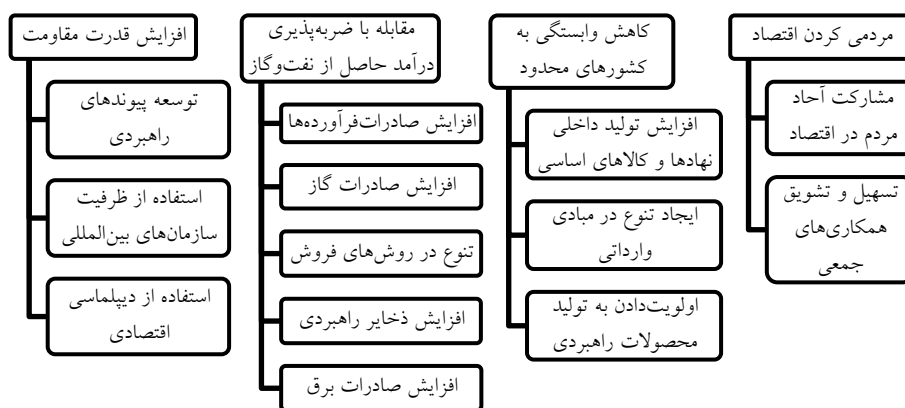 مردمی کردن اقتصاد
مشارکت آحاد
مردم در اقتصاد
تسهیل و تشویق
همکاری‌های
جمعی
کاهش وابستگی به
کشورهای محدود
افزایش تولید داخلی
نهادها و کالاهای اساسی
ایجاد تنوع در مبادی
وارداتی
اولویت‌دادن به تولید
محصولات راهبردی
مقابله با ضربه‌پذیری
درآمد حاصل از نفت‌وگاز
افزایش صادرات‌فرآورده‌ها
افزایش صادرات گاز
تنوع در روش‌های فروش
افزایش ذخایر راهبردی
افزایش صادرات برق
افزایش قدرت مقاومت
توسعه پیوندهای
راهبردی
استفاده از ظرفیت
سازمان‌های بین‌المللی
استفاده از دیپلماسی
اقتصادی